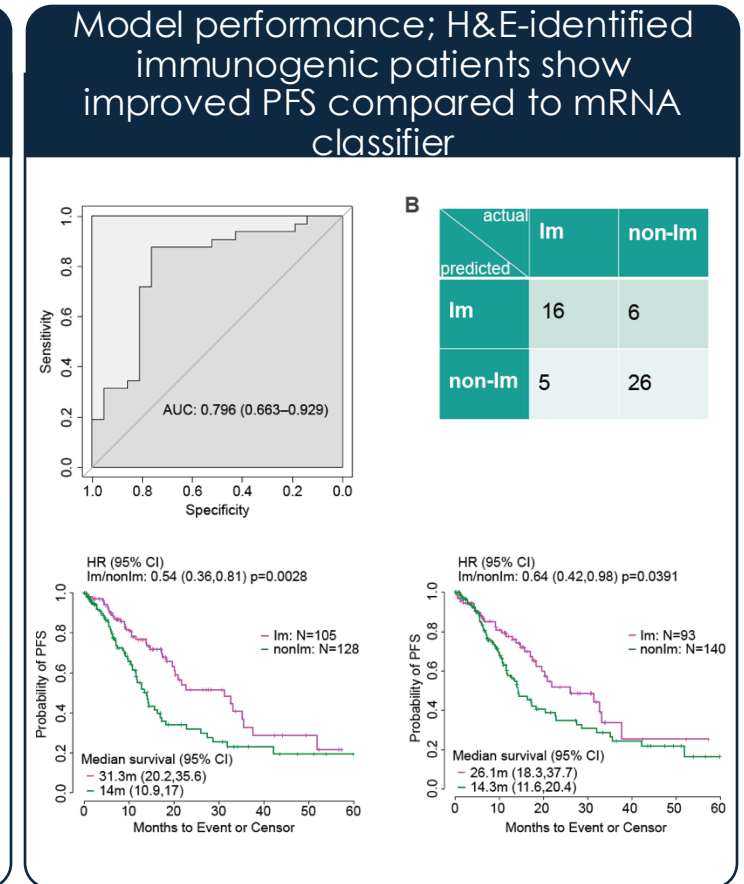 Model performance; H&E-identified
immunogenic patients show
improved PFS compared to mRNA
classifier
1.0
0.8
0.6
0.4
0.2
0.0
Sensitivity
AUC: 0.796 (0.663–0.929)
1.0 0.8 0.6 0.4 0.2 0.0
Specificity
B
actual
predicted
Im non-Im
Im 16 6
non-Im 5 26
HR (95% CI)
Im/nonIm: 0.54 (0.36,0.81) p=0.0028
1.0
0.8
0.6
0.4
0.2
0.0
Probability of PFS
Im: N=105
nonIm: N=128
Median survival (95% CI)
31.3m (20.2,35.6)
14m (10.9,17)
0 10 20 30 40 50 60
Months to Event or Censor
HR (95% CI)
Im/nonIm: 0.64 (0.42,0.98) p=0.0391
1.0
0.8
0.6
0.4
0.2
0.0
Probability of PFS
Im: N=93
nonIm: N=140
Median survival (95% CI)
26.1m (18.3,37.7)
14.3m (11.6,20.4)
0 10 20 30 40 50 60
Months to Event or Censor